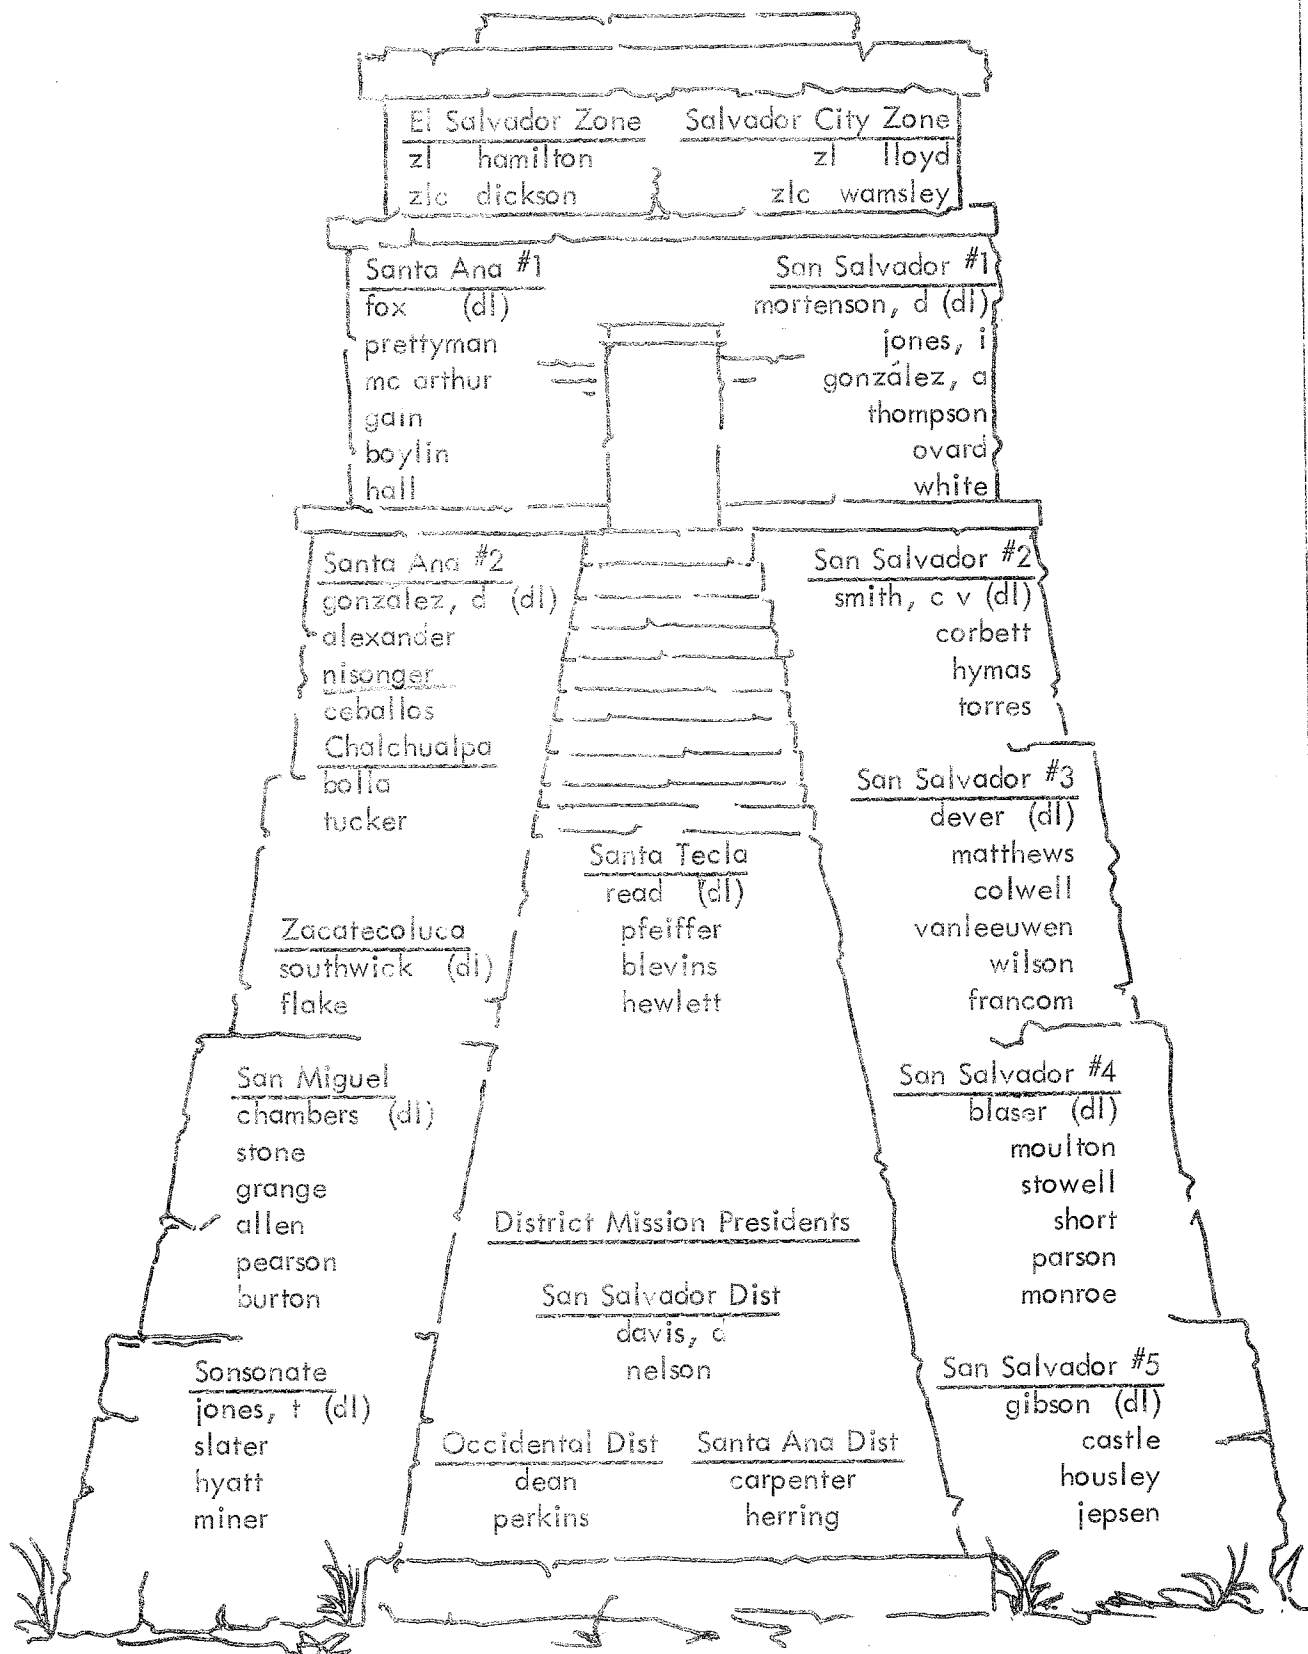 El Salvador Zone
zl hamilton
zlc dickson
Salvador City Zone
zl lloyd
zlc wamsley
Santa Ana #1
fox (dl)
prettyman
mc arthur
gain
boylin
hall
San Salvador #1
mortenson, d (dl)
jones, i
gonzález, a
thompson
ovard
white
Santa Ana #2
gonzález, d (dl)
alexander
nisonger
ceballos
Chalchualpa
bolla
tucker
San Salvador #2
smith, c v (dl)
corbett
hymas
torres
San Salvador #3
dever (dl)
matthews
colwell
vanleeuwen
wilson
francom
Santa Tecla
read (dl)
pfeiffer
blevins
hewlett
Zacatecoluca
southwick (dl)
flake
San Miguel
chambers (dl)
stone
grange
allen
pearson
burton
San Salvador #4
blaser (dl)
moulton
stowell
short
parson
monroe
District Mission Presidents
San Salvador Dist
davis, d
nelson
Occidental Dist
dean
perkins
Santa Ana Dist
carpenter
herring
Sonsonate
jones, t (dl)
slater
hyatt
miner
San Salvador #5
gibson (dl)
castle
housley
jepsen